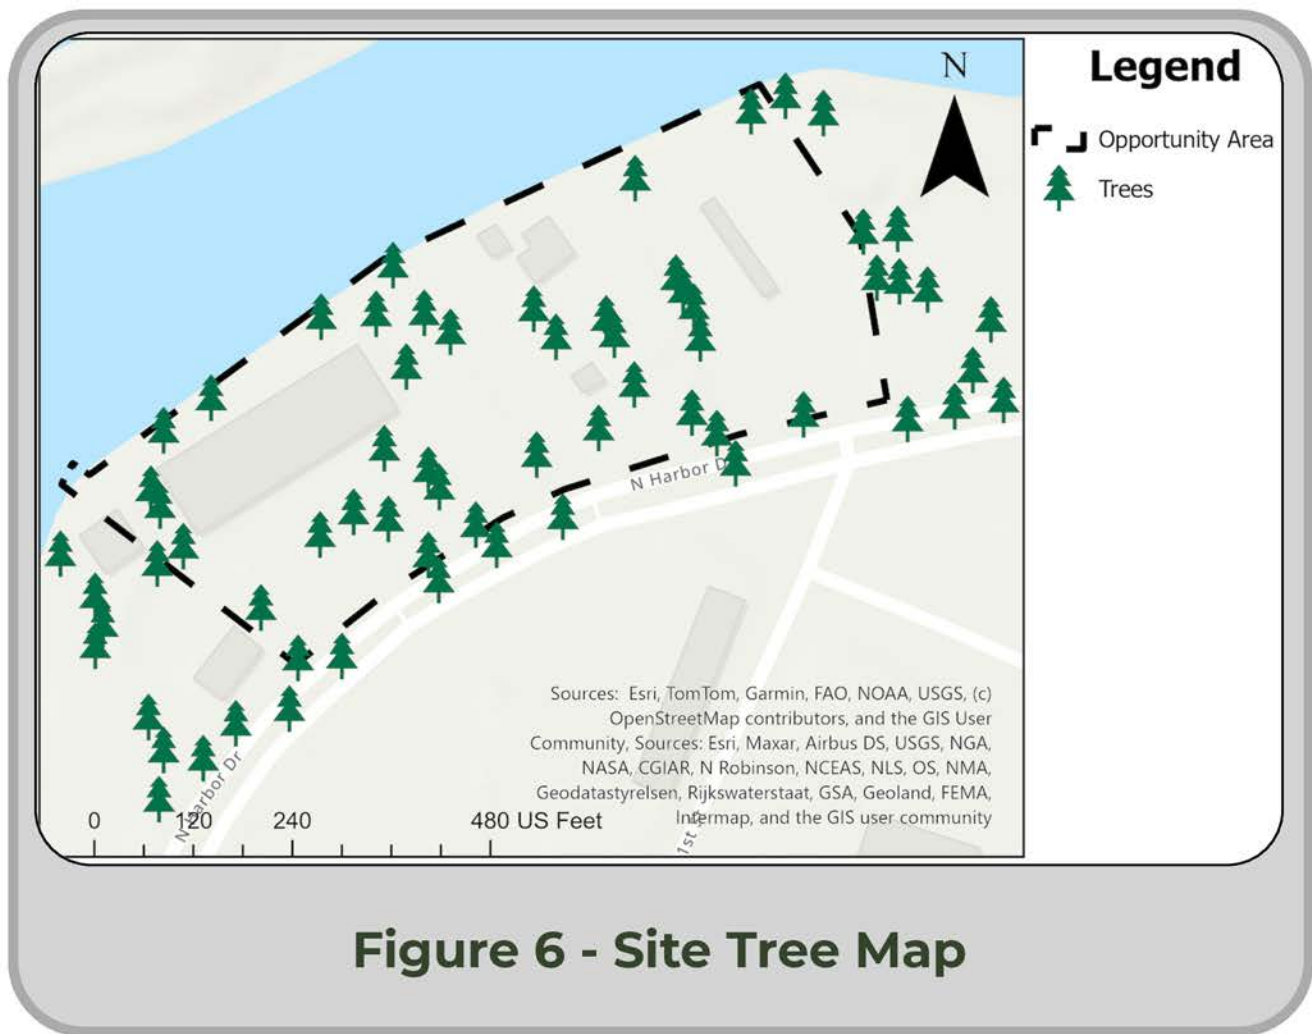 N
Legend
Opportunity Area
Trees
N Harbor D
Sources: Esri, TomTom, Garmin, FAO, NOAA, USGS, (c)
OpenStreetMap contributors, and the GIS User
Community, Sources: Esri, Maxar, Airbus DS, USGS, NGA,
NASA, CGIAR, N Robinson, NCEAS, NLS, OS, NMA,
Geodatastyrelsen, Rijkswaterstaat, GSA, Geoland, FEMA,
Intermap, and the GIS user community
N Harbor Dr
1st
0 120 240 480 US Feet
Figure 6 - Site Tree Map